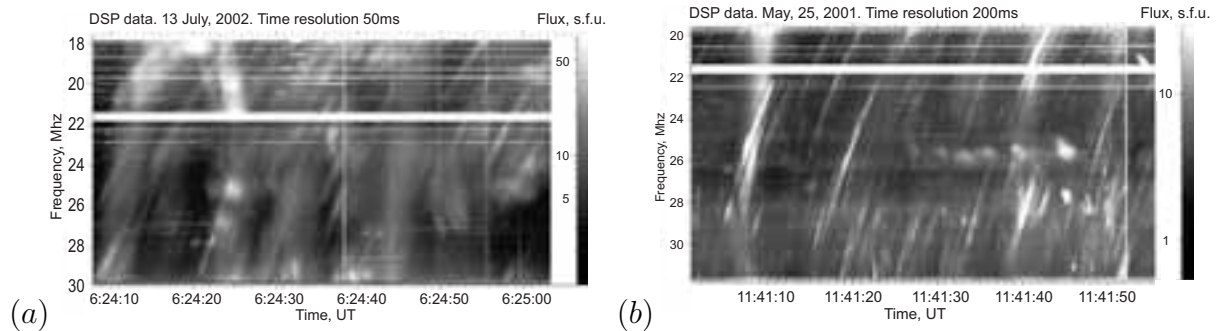 DSP data. 13 July, 2002. Time resolution 50ms
Flux, s.f.u.
Frequency, Mhz
18
20
22
24
26
28
30
50
10
5
6:24:10 6:24:20 6:24:30 6:24:40 6:24:50 6:25:00
Time, UT
(a)
DSP data. May, 25, 2001. Time resolution 200ms
Flux, s.f.u.
Frequency, MHz
20
22
24
26
28
30
10
1
11:41:10 11:41:20 11:41:30 11:41:40 11:41:50
Time, UT
(b)